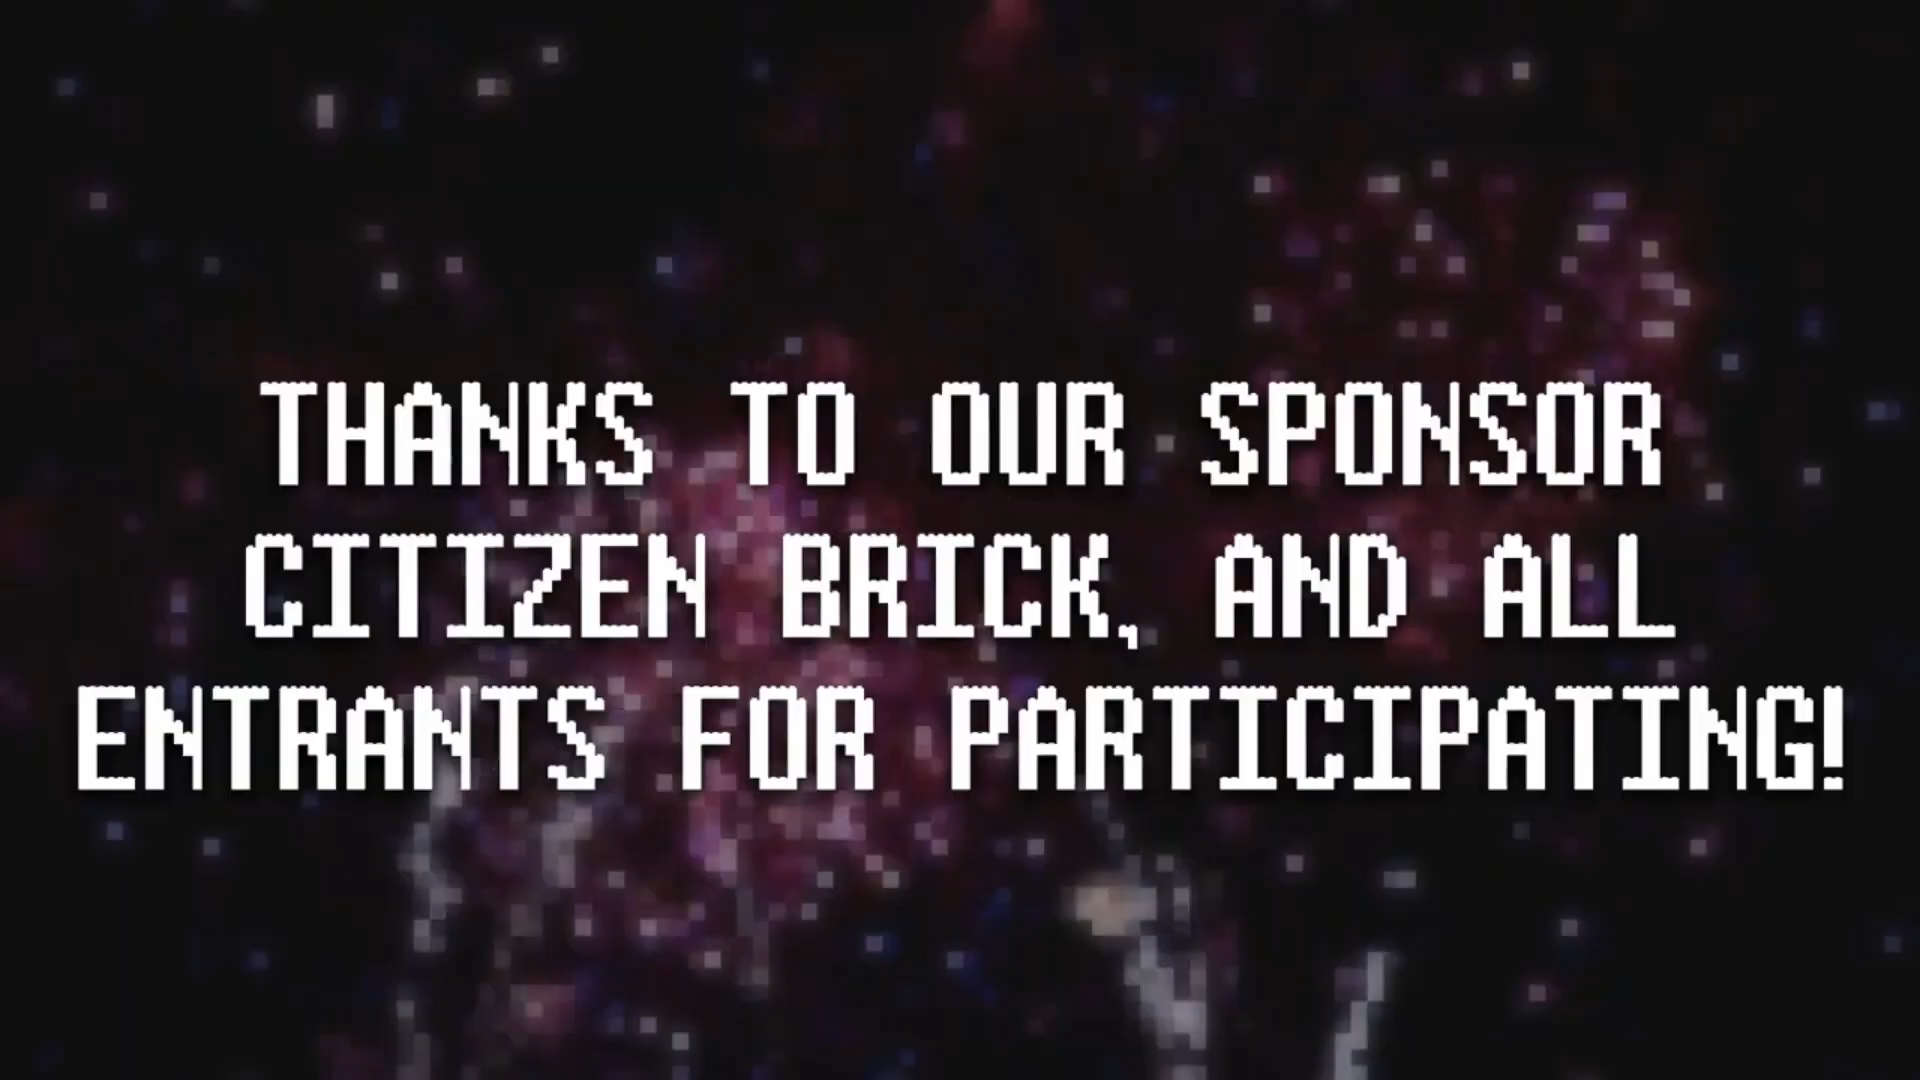 THANKS TO OUR SPONSOR
CITIZEN BRICK, AND ALL
ENTRANTS FOR PARTICIPATING!